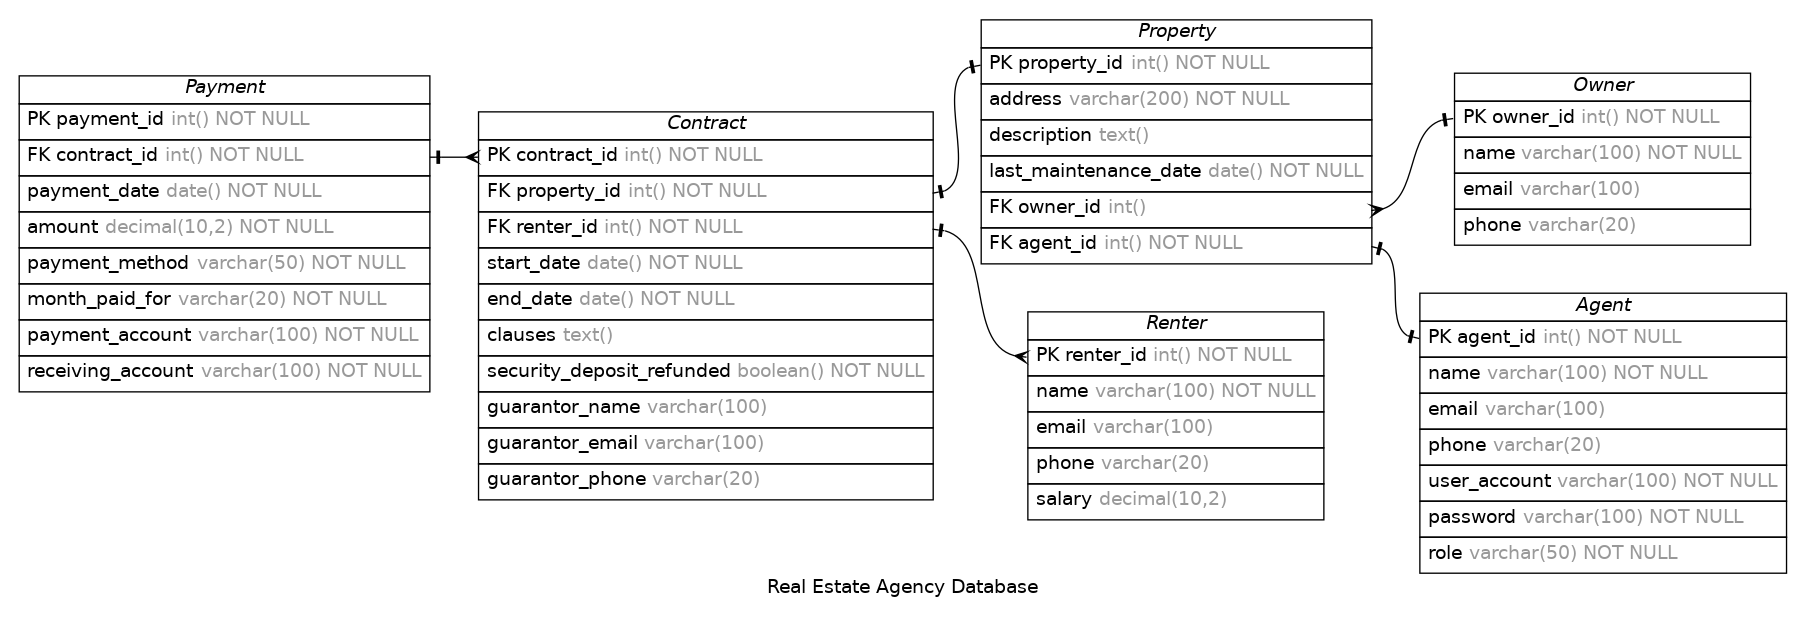 Payment
PK payment_id int() NOT NULL
FK contract_id int() NOT NULL
payment_date date() NOT NULL
amount decimal(10,2) NOT NULL
payment_method varchar(50) NOT NULL
month_paid_for varchar(20) NOT NULL
payment_account varchar(100) NOT NULL
receiving_account varchar(100) NOT NULL
Contract
PK contract_id int() NOT NULL
FK property_id int() NOT NULL
FK renter_id int() NOT NULL
start_date date() NOT NULL
end_date date() NOT NULL
clauses text()
security_deposit_refunded boolean() NOT NULL
guarantor_name varchar(100)
guarantor_email varchar(100)
guarantor_phone varchar(20)
Property
PK property_id int() NOT NULL
address varchar(200) NOT NULL
description text()
last_maintenance_date date() NOT NULL
FK owner_id int()
FK agent_id int() NOT NULL
Renter
PK renter_id int() NOT NULL
name varchar(100) NOT NULL
email varchar(100)
phone varchar(20)
salary decimal(10,2)
Owner
PK owner_id int() NOT NULL
name varchar(100) NOT NULL
email varchar(100)
phone varchar(20)
Agent
PK agent_id int() NOT NULL
name varchar(100) NOT NULL
email varchar(100)
phone varchar(20)
user_account varchar(100) NOT NULL
password varchar(100) NOT NULL
role varchar(50) NOT NULL
Real Estate Agency Database